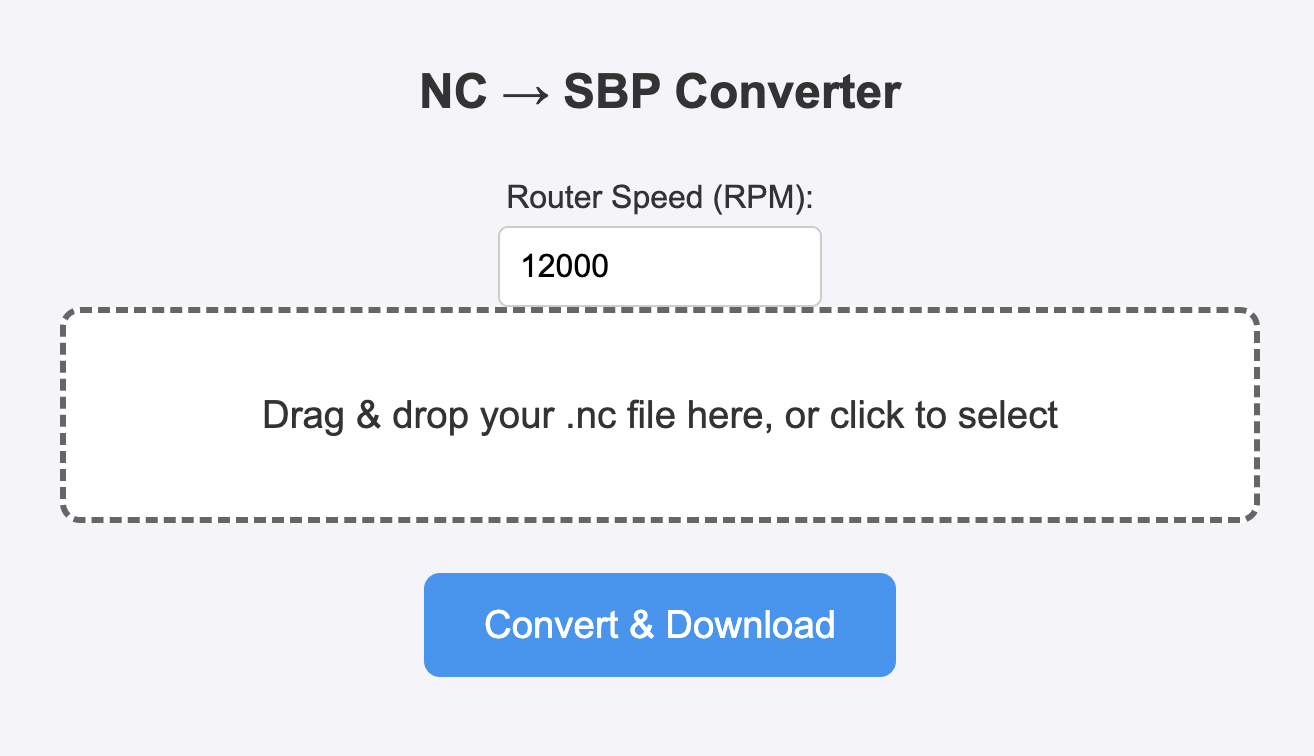 NC → SBP Converter
Router Speed (RPM):
12000
Drag & drop your .nc file here, or click to select
Convert & Download